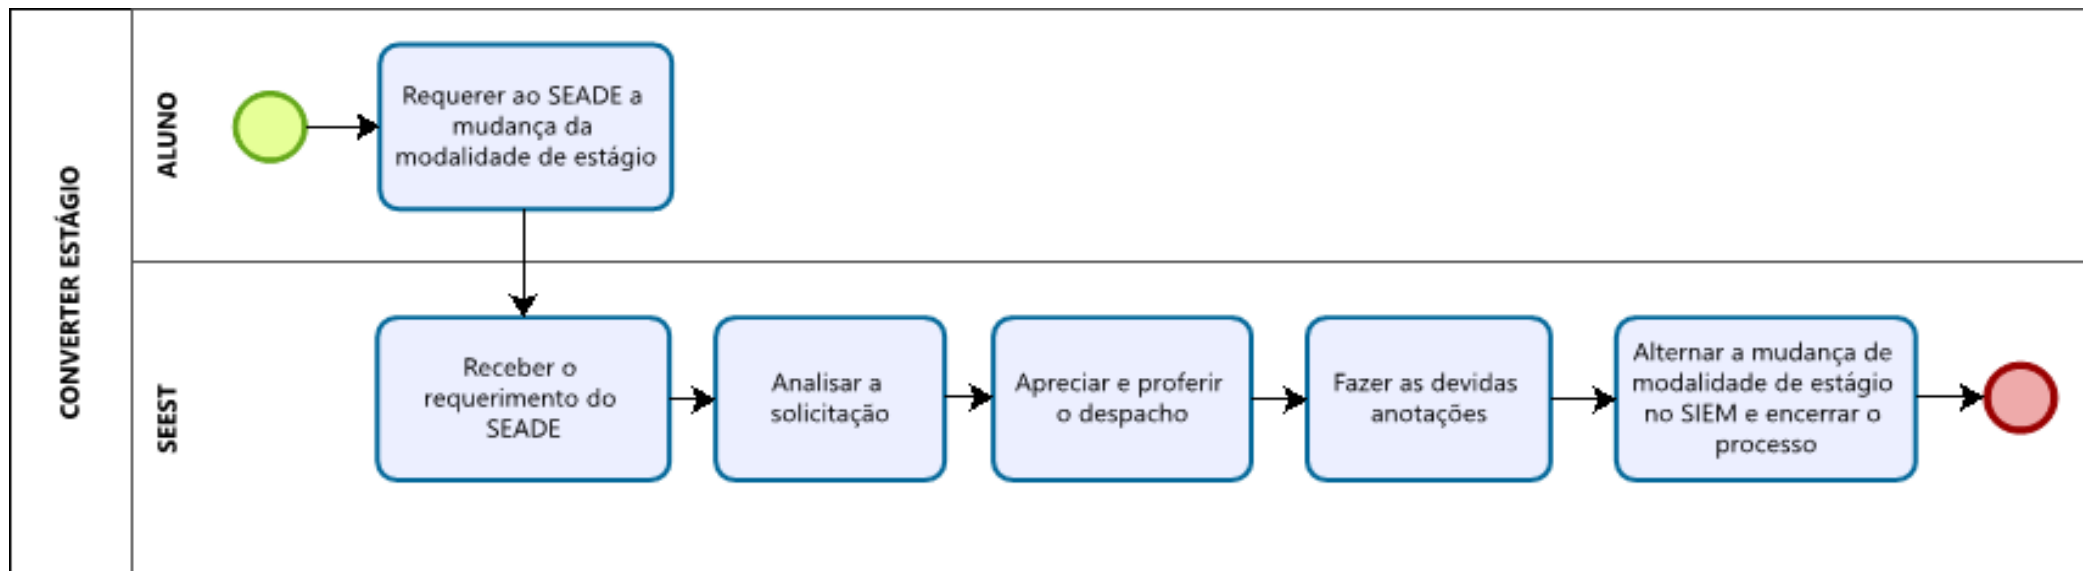 CONVERTER ESTÁGIO
ALUNO
Requerer ao SEADE a
mudança da
modalidade de estágio
SEEST
Receber o
requerimento do
SEADE
Analisar a
solicitação
Apreciar e proferir
o despacho
Fazer as devidas
anotações
Alternar a mudança de
modalidade de estágio
no SIEM e encerrar o
processo